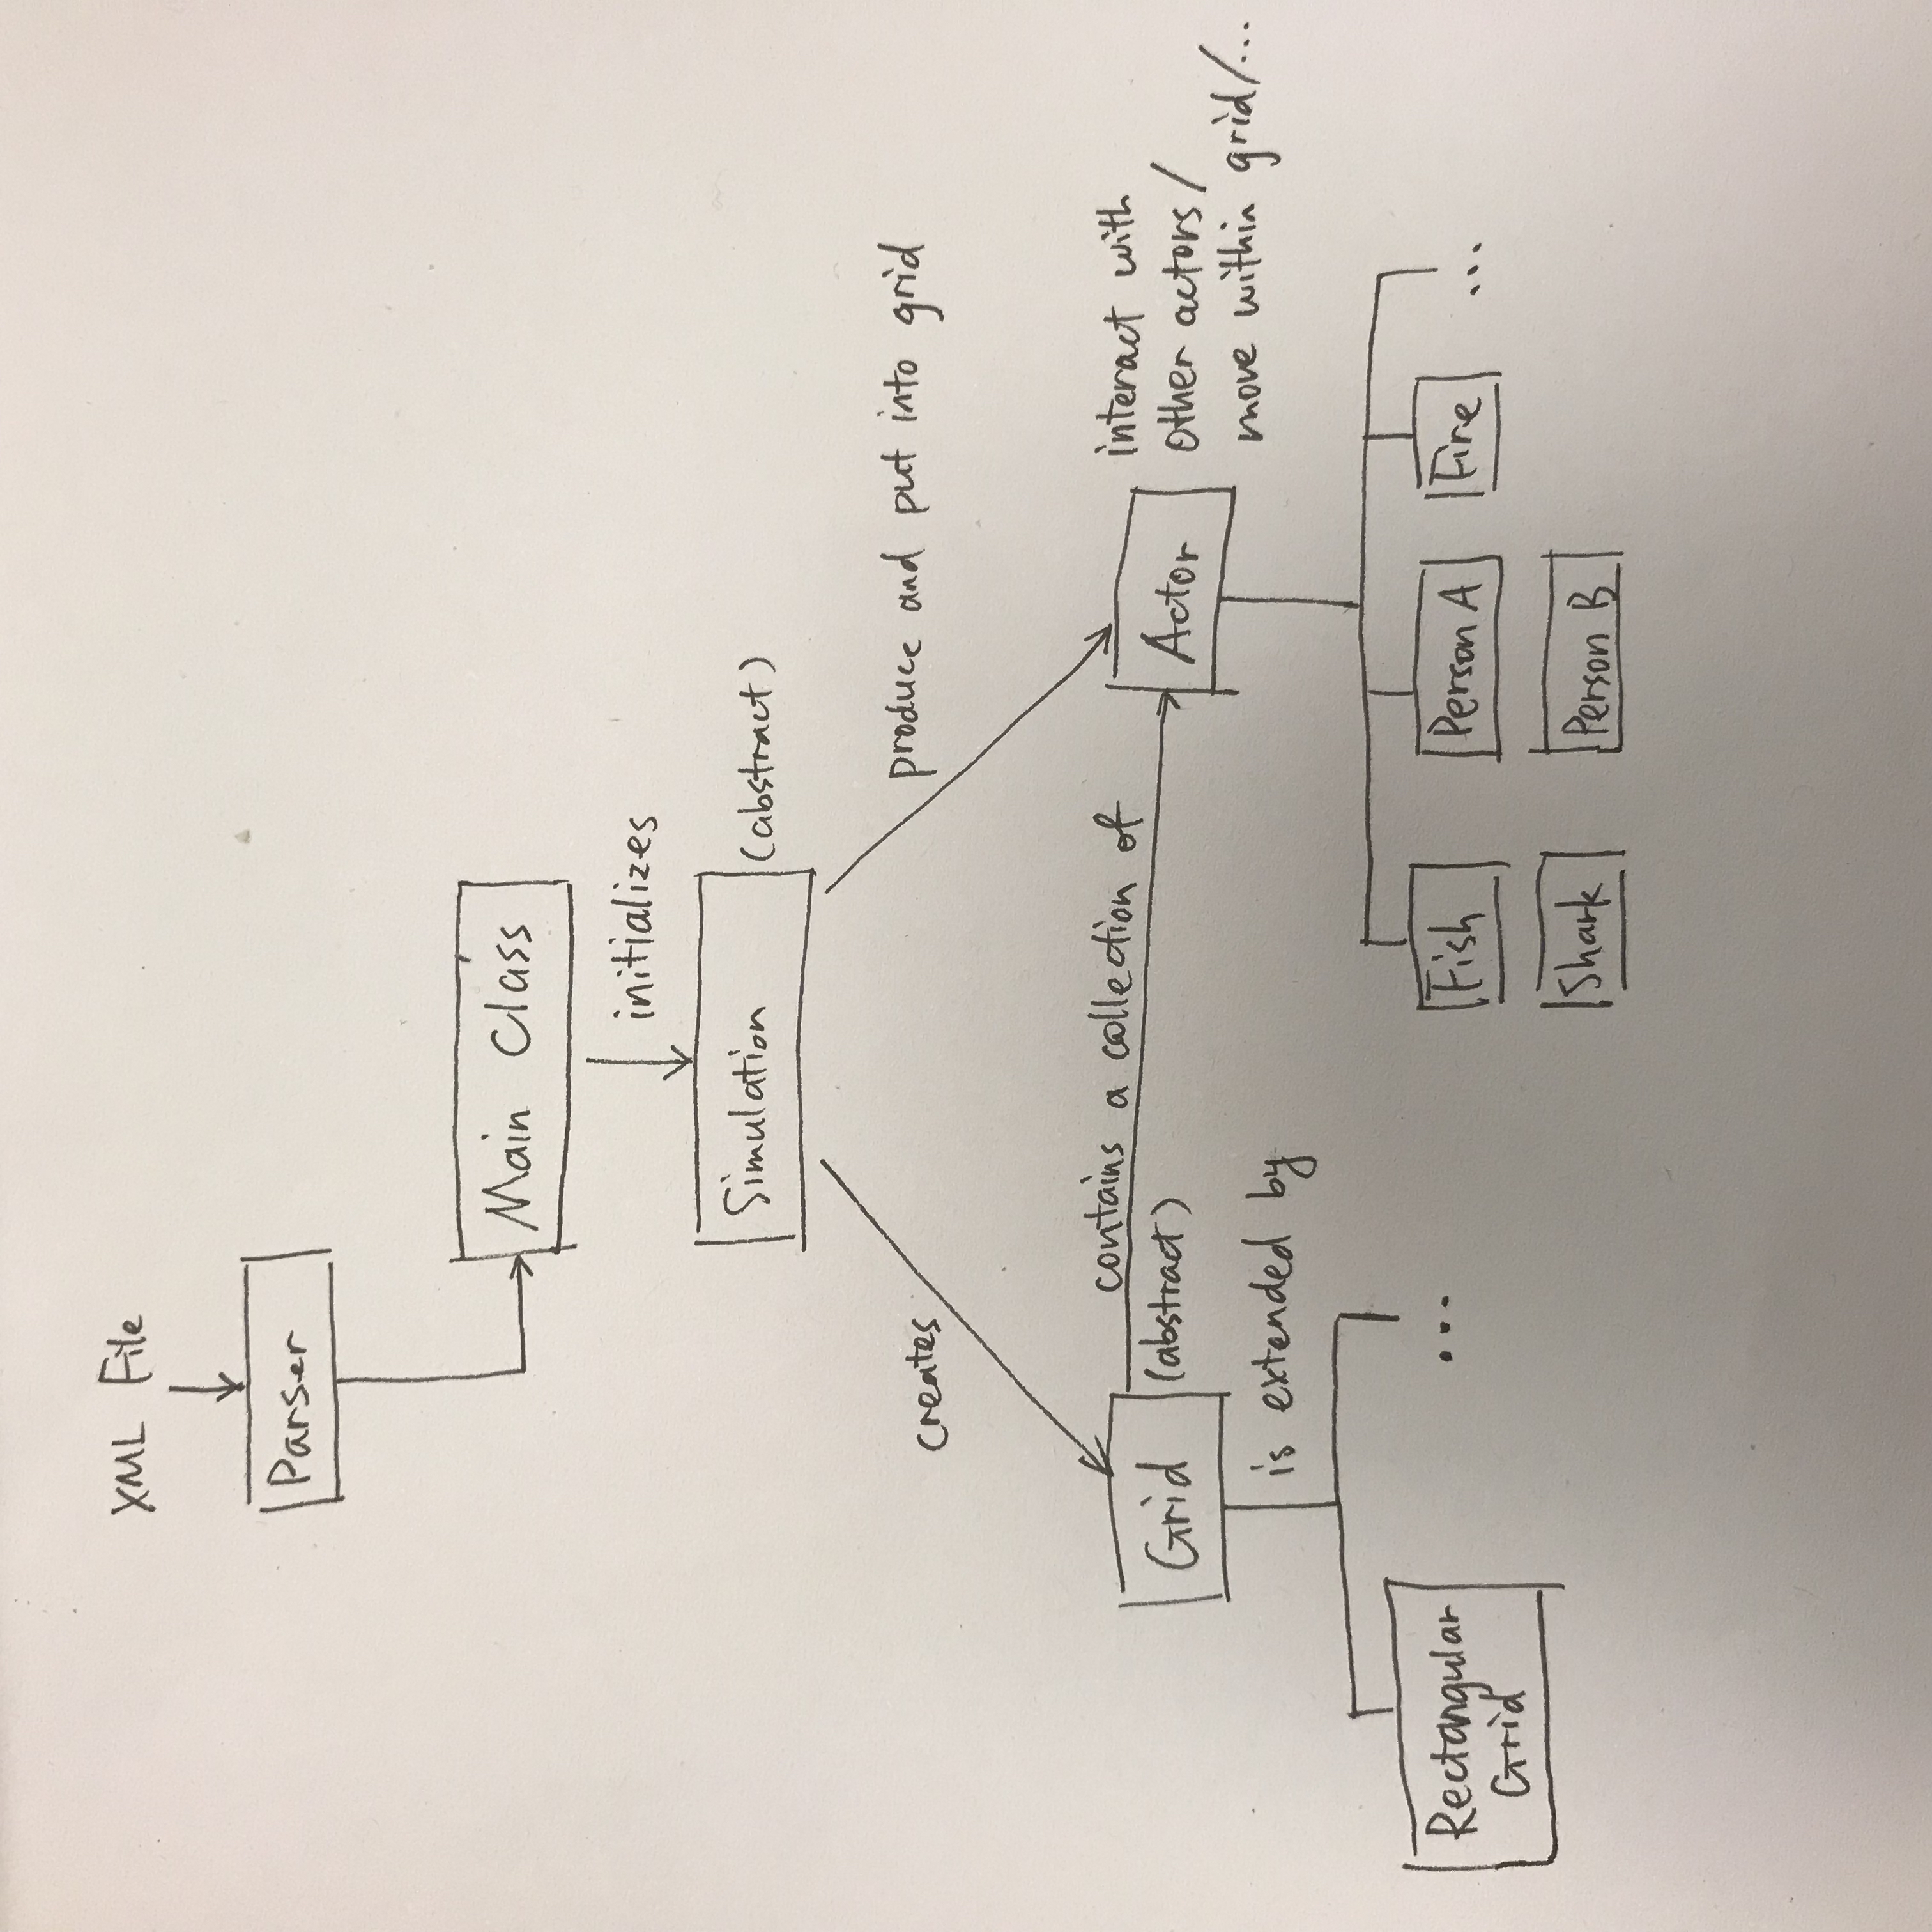 XML File
Parser
Main Class
initializes
Simulation
(abstract)
creates
produce and put into grid
contains a collection of
Grid
(abstract)
Actor
interact with
other actors/
move within grid/...
is extended by
Rectangular
Grid
...
Fish
Person A
Fire
...
Shark
Person B